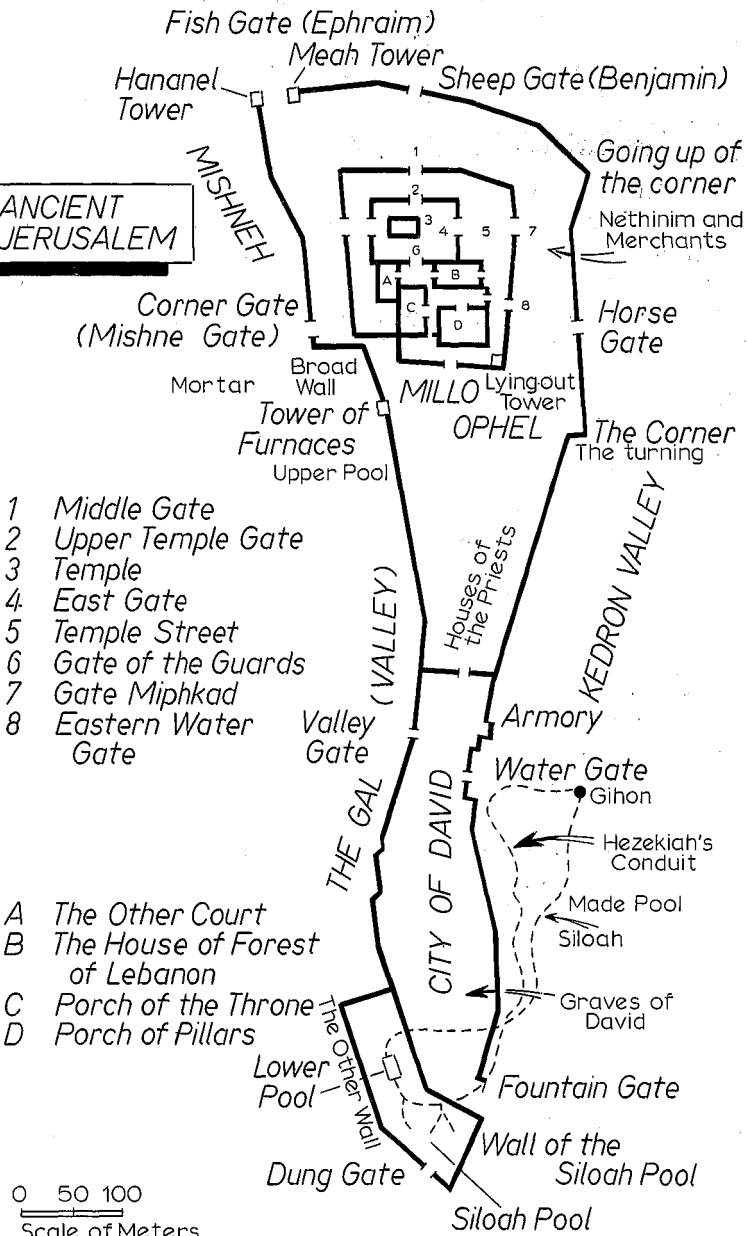 Fish Gate (Ephraim)
Meah Tower
Hananel
Tower
Sheep Gate (Benjamin)
MISHNEH
Going up of
the corner
ANCIENT
JERUSALEM
Nethinim and
Merchants
1
2
3
4
5
7
6
A
B
C
D
8
Corner Gate
(Mishne Gate)
Horse
Gate
Broad
Wall
Mortar
MILLO
Lying-out
Tower
Tower of
Furnaces
OPHEL
The Corner
The turning
Upper Pool
1 Middle Gate
2 Upper Temple Gate
3 Temple
4 East Gate
5 Temple Street
6 Gate of the Guards
7 Gate Miphkad
8 Eastern Water
Gate
Houses of
the Priests
KEDRON VALLEY
(VALLEY)
Valley
Gate
Armory
THE GAL
CITY OF DAVID
Water Gate
Gihon
Hezekiah's
Conduit
Made Pool
Siloah
A The Other Court
B The House of Forest
of Lebanon
C Porch of the Throne
D Porch of Pillars
Graves of
David
The Other Wall
Lower
Pool
Fountain Gate
Wall of the
Siloah Pool
Dung Gate
Siloah Pool
0 50 100
Scale of Meters